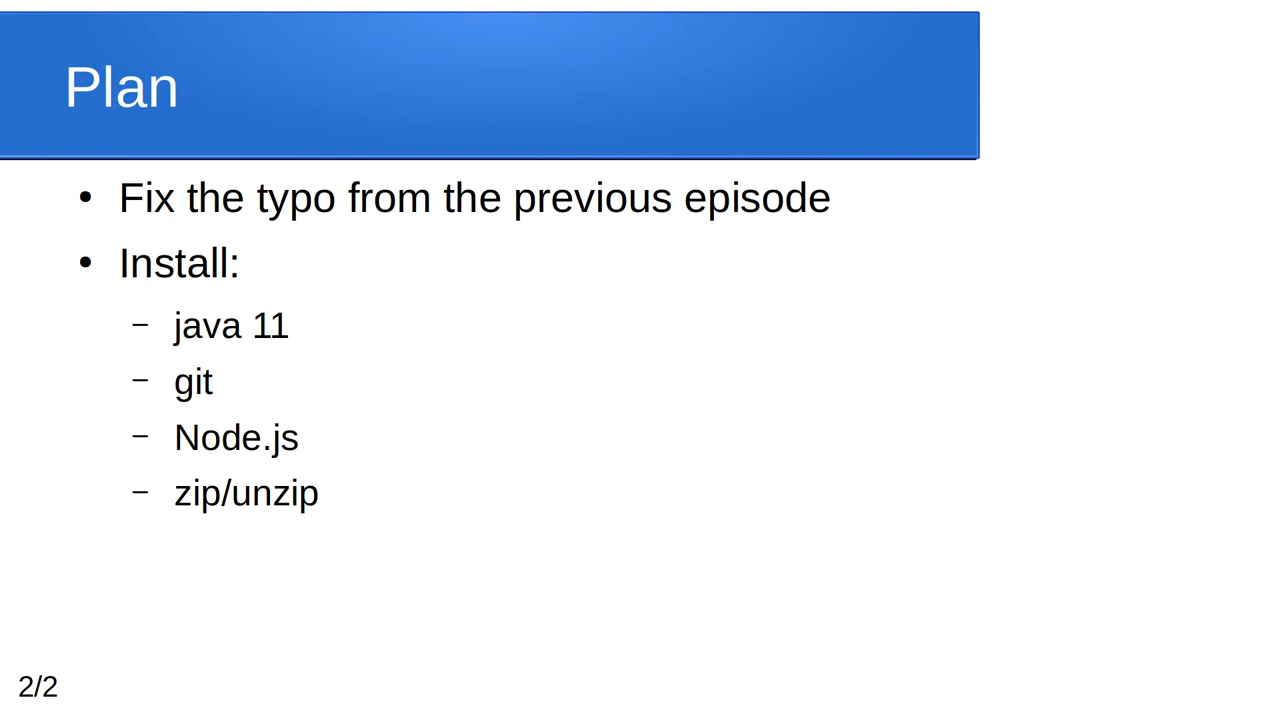 Plan
• Fix the typo from the previous episode
• Install:
– java 11
– git
– Node.js
– zip/unzip
2/2